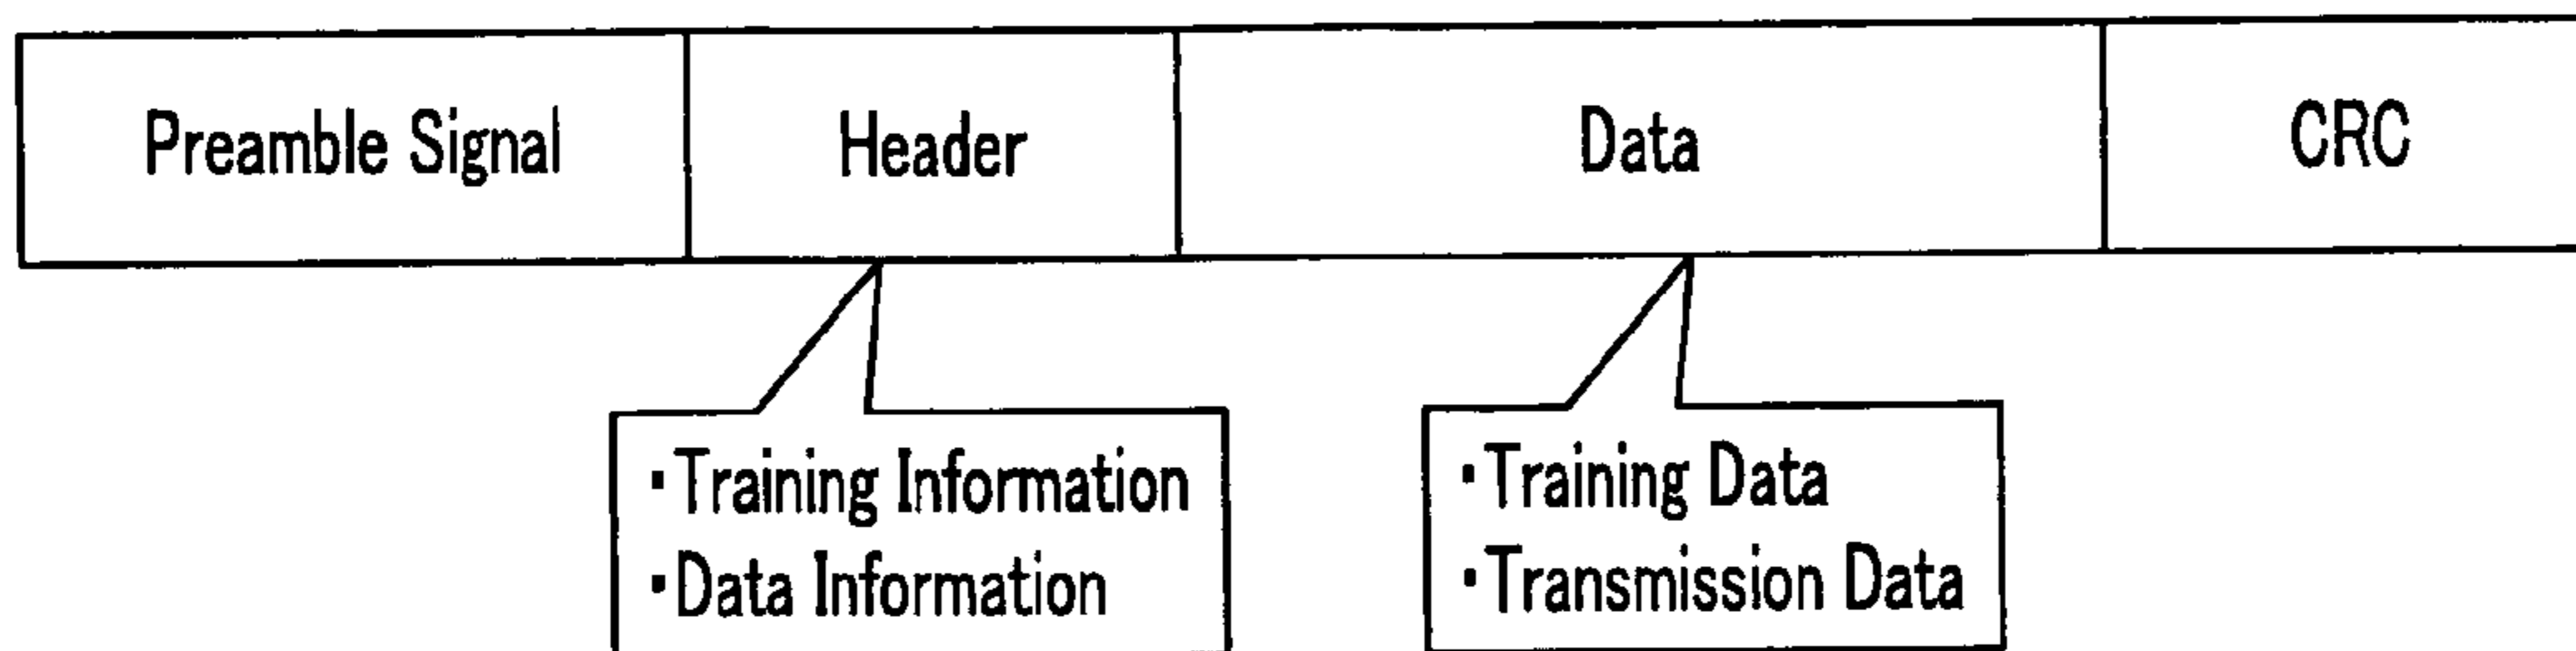 Preamble Signal
Header
Data
CRC
・Training Information
・Data Information
・Training Data
・Transmission Data